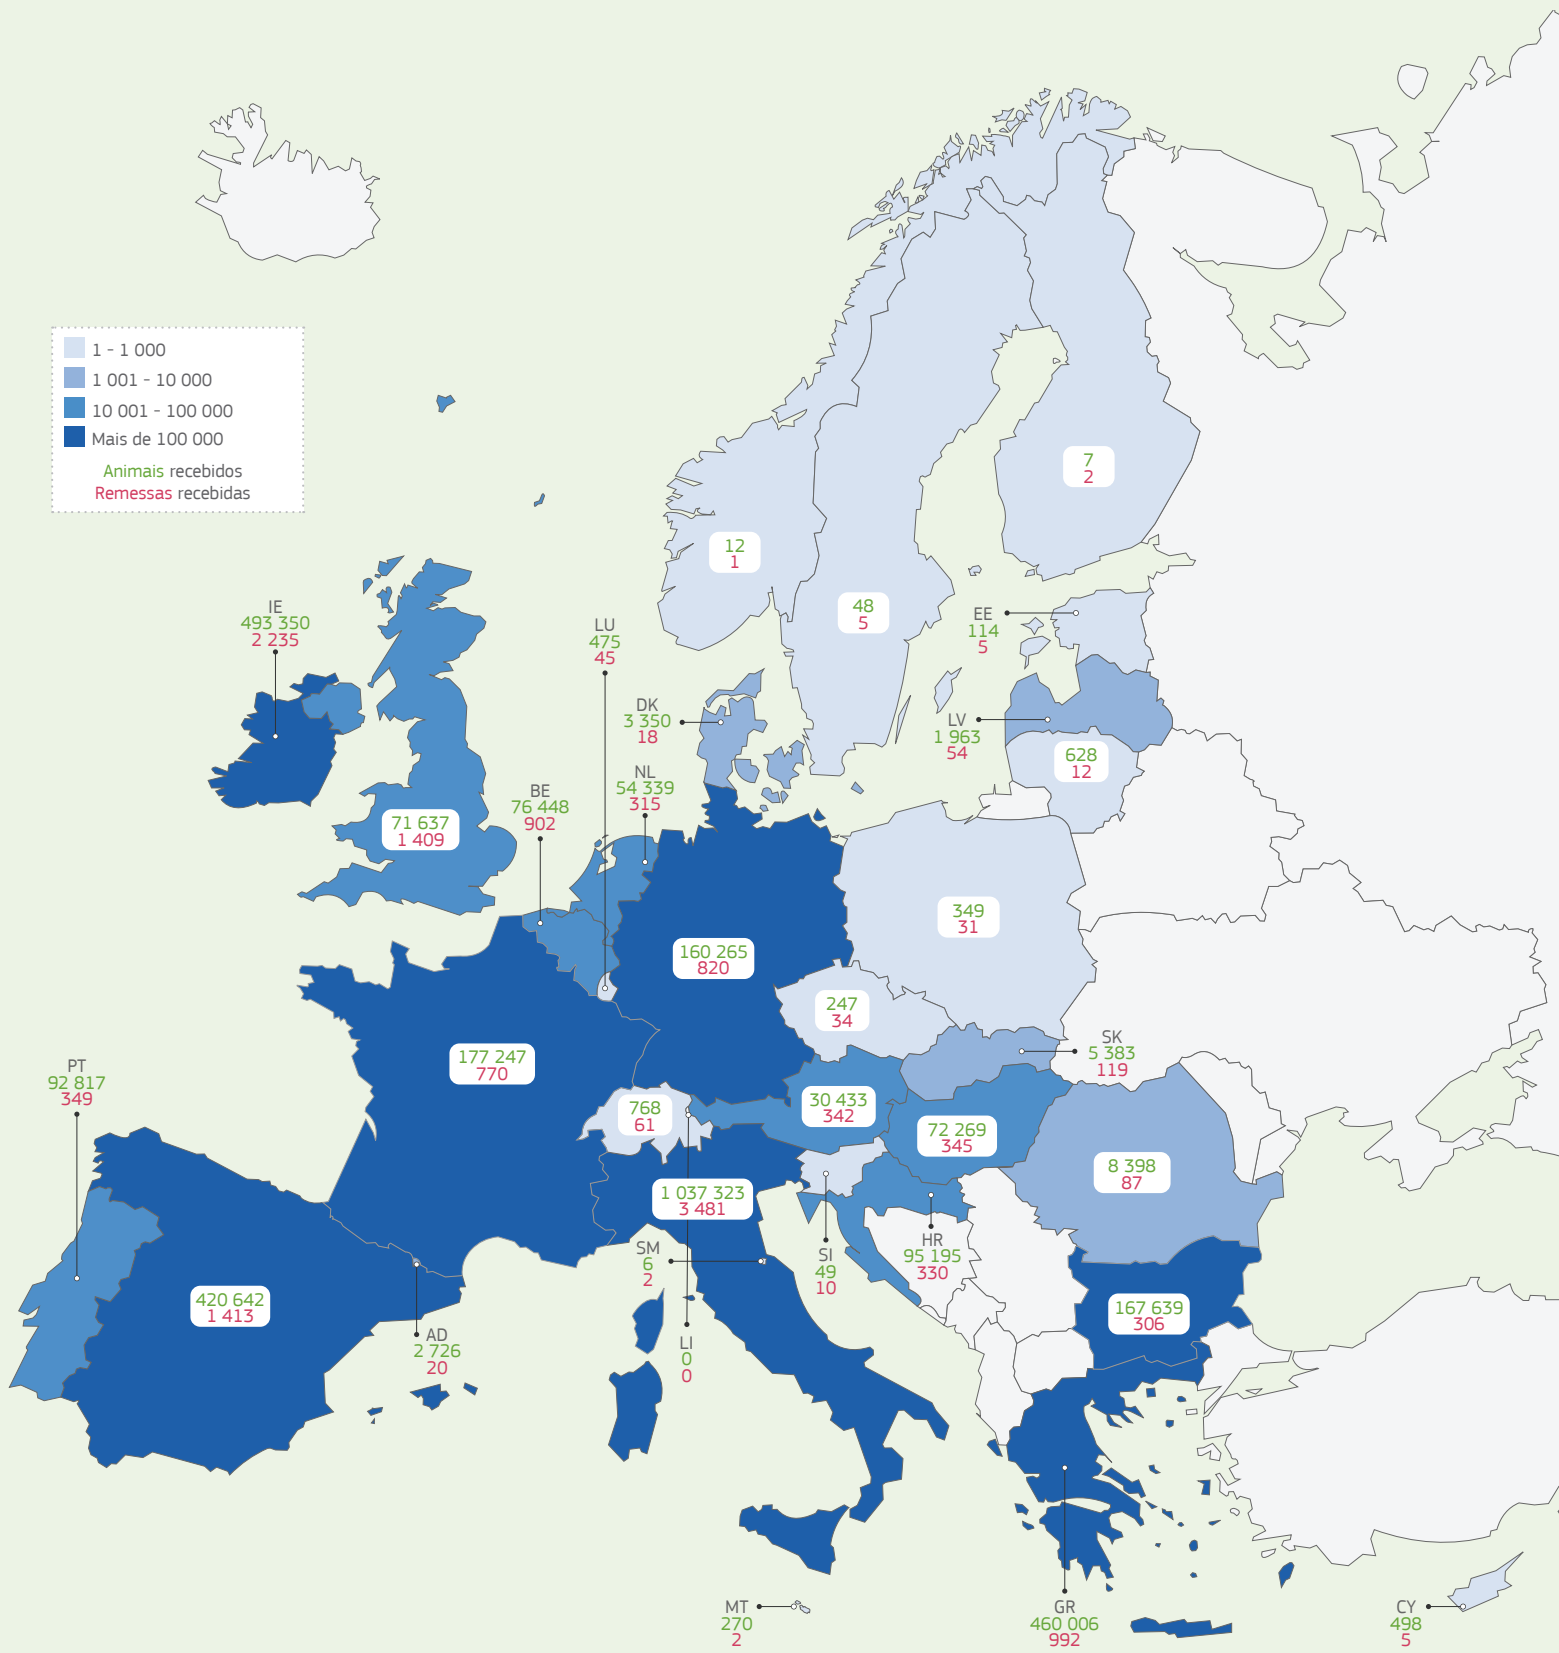 1 - 1 000
1 001 - 10 000
10 001 - 100 000
Mais de 100 000
Animais recebidos
Remessas recebidas
7
2
12
1
48
5
EE
114
5
IE
493 350
2 235
LU
475
45
DK
3 350
18
LV
1 963
54
628
12
NL
54 339
315
BE
76 448
902
71 637
1 409
349
31
160 265
820
247
34
SK
5 383
119
177 247
770
PT
92 817
349
768
61
30 433
342
72 269
345
8 398
87
1 037 323
3 481
HR
95 195
330
SM
6
2
SI
49
10
420 642
1 413
167 639
306
AD
2 726
20
LI
0
0
MT
270
2
GR
460 006
992
CY
498
5